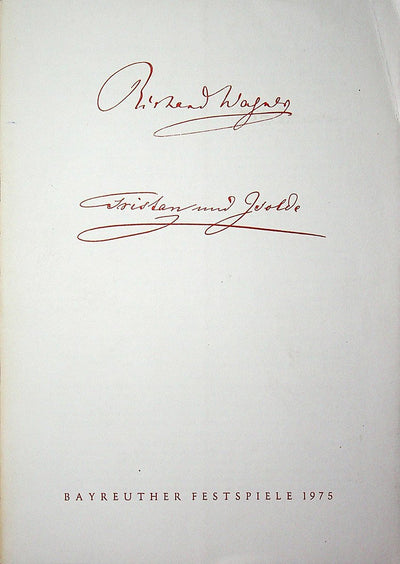 Richard Wagner
Tristan und Isolde
BAYREUTHER FESTSPIELE 1975